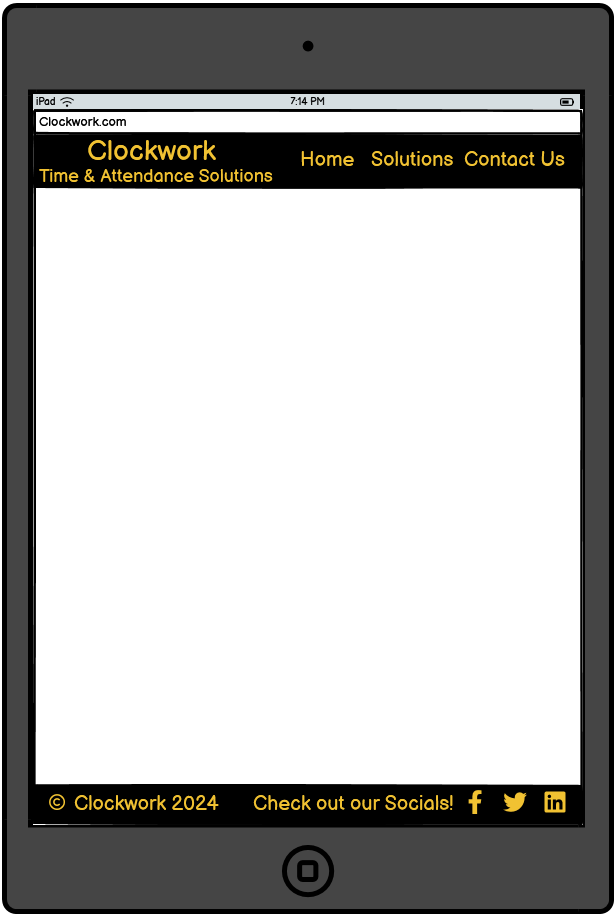 iPad 7:14 PM
Clockwork.com
Clockwork
Time & Attendance Solutions
Home Solutions Contact Us
© Clockwork 2024 Check out our Socials!